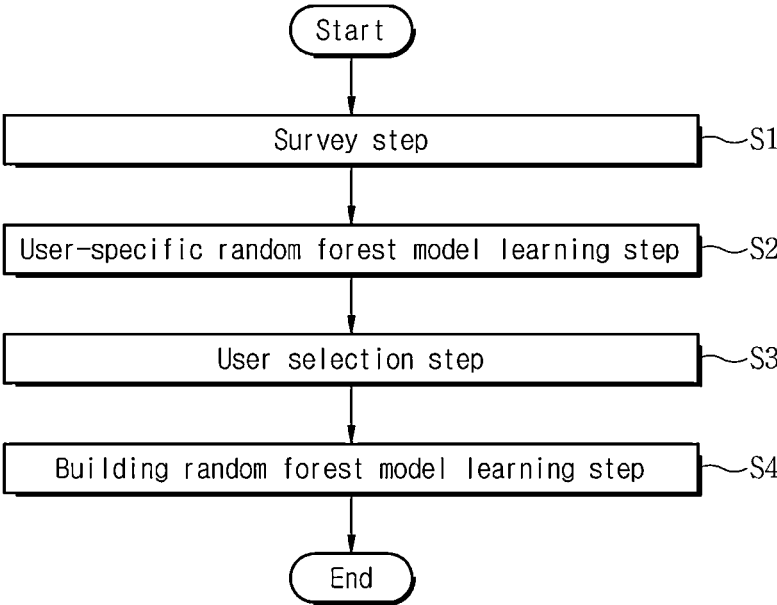 Start
Survey step
S1
User-specific random forest model learning step
S2
User selection step
S3
Building random forest model learning step
S4
End